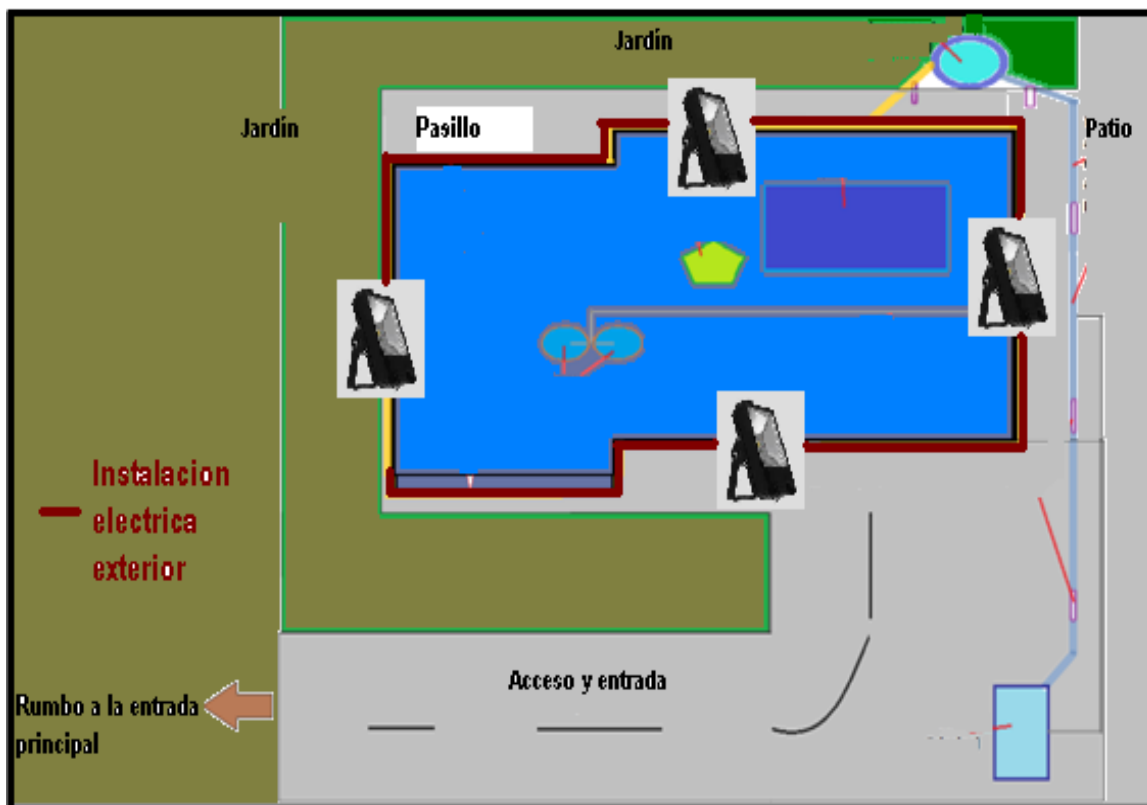 Jardín
Jardín
Pasillo
Patio
Instalacion
electrica
exterior
Acceso y entrada
Rumbo a la entrada
principal